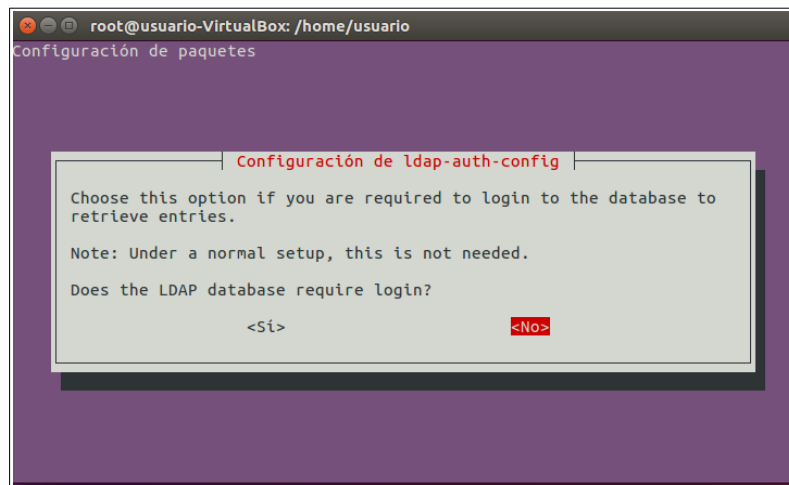 root@usuario-VirtualBox: /home/usuario
Configuración de paquetes
Configuración de ldap-auth-config
Choose this option if you are required to login to the database to
retrieve entries.
Note: Under a normal setup, this is not needed.
Does the LDAP database require login?
<Sí> <No>